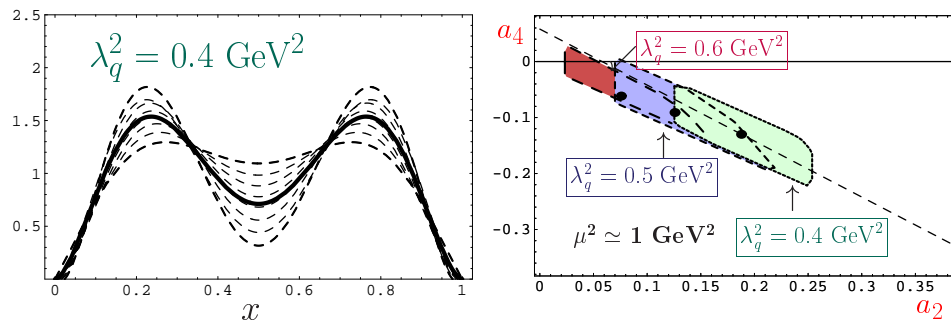 2.5
2
1.5
1
0.5
λ_q^2 = 0.4 GeV^2
0 0.2 0.4 0.6 0.8 1
x
a_4
0
-0.1
-0.2
-0.3
λ_q^2 = 0.6 GeV^2
λ_q^2 = 0.5 GeV^2
μ^2 ≃ 1 GeV^2
λ_q^2 = 0.4 GeV^2
0 0.05 0.1 0.15 0.2 0.25 0.3 0.35
a_2